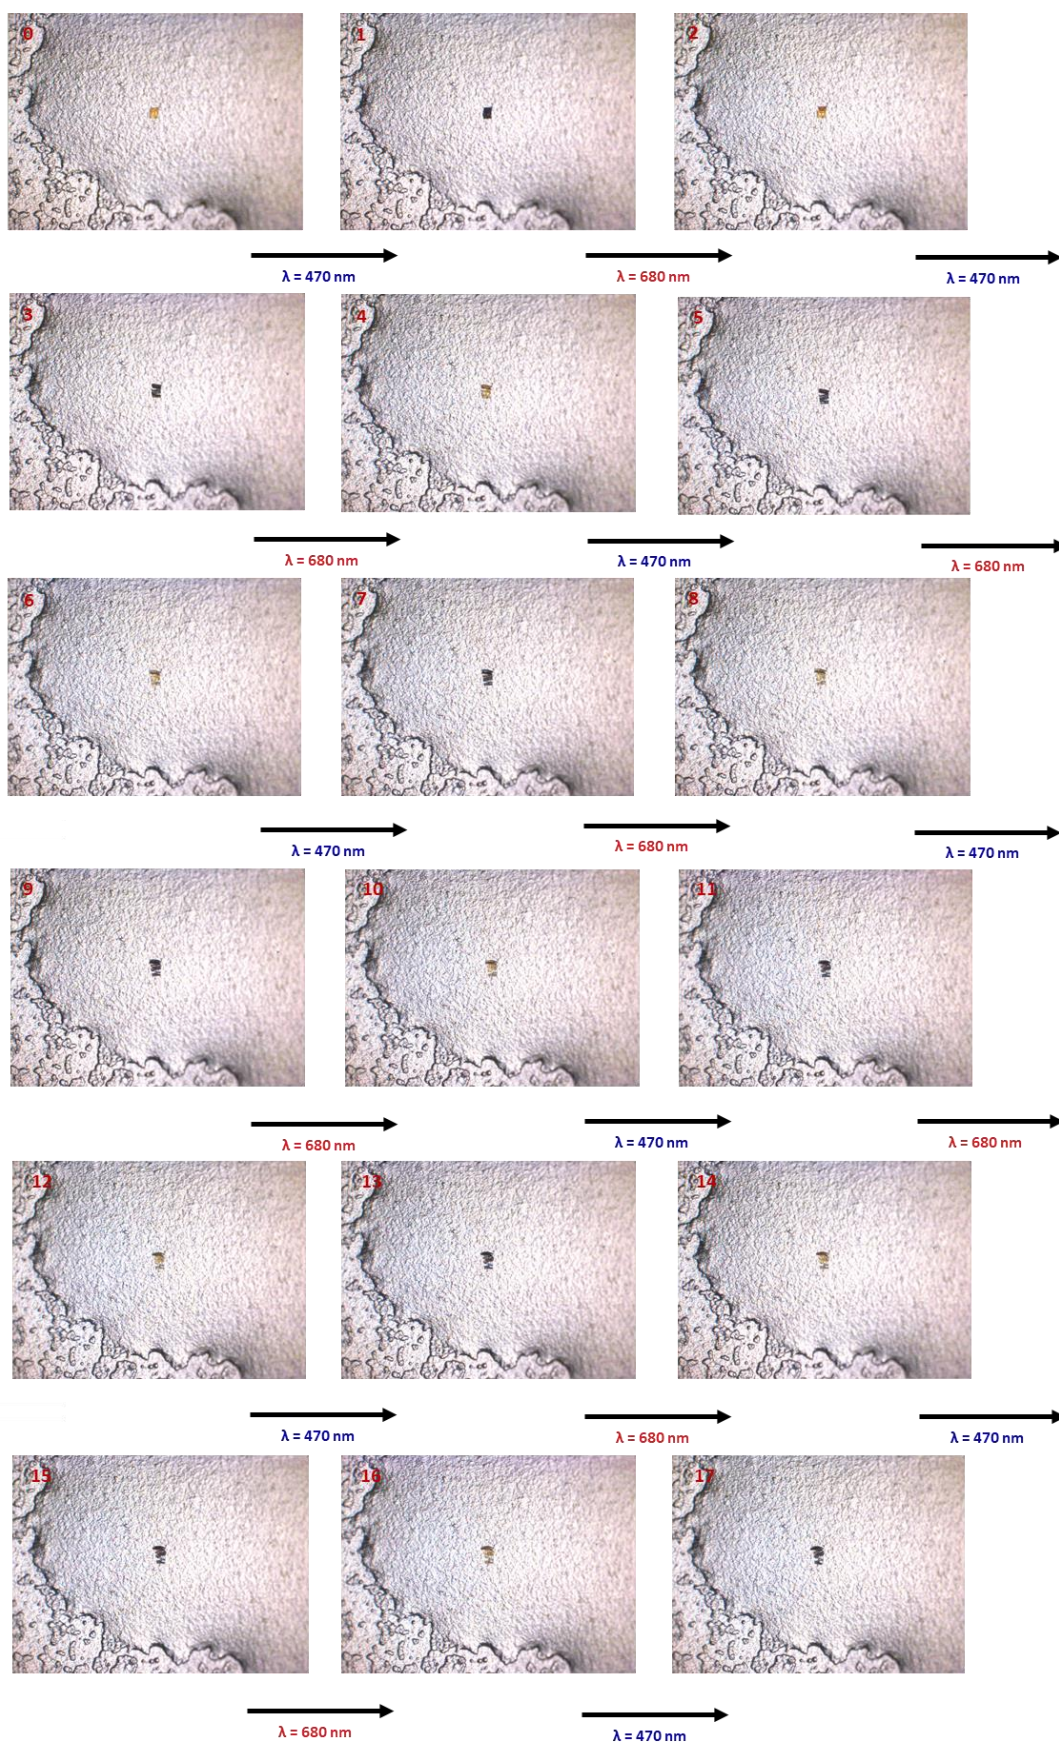 0 1 2
λ = 470 nm λ = 680 nm λ = 470 nm
3 4 5
λ = 680 nm λ = 470 nm λ = 680 nm
6 7 8
λ = 470 nm λ = 680 nm λ = 470 nm
9 10 11
λ = 680 nm λ = 470 nm λ = 680 nm
12 13 14
λ = 470 nm λ = 680 nm λ = 470 nm
15 16 17
λ = 680 nm λ = 470 nm